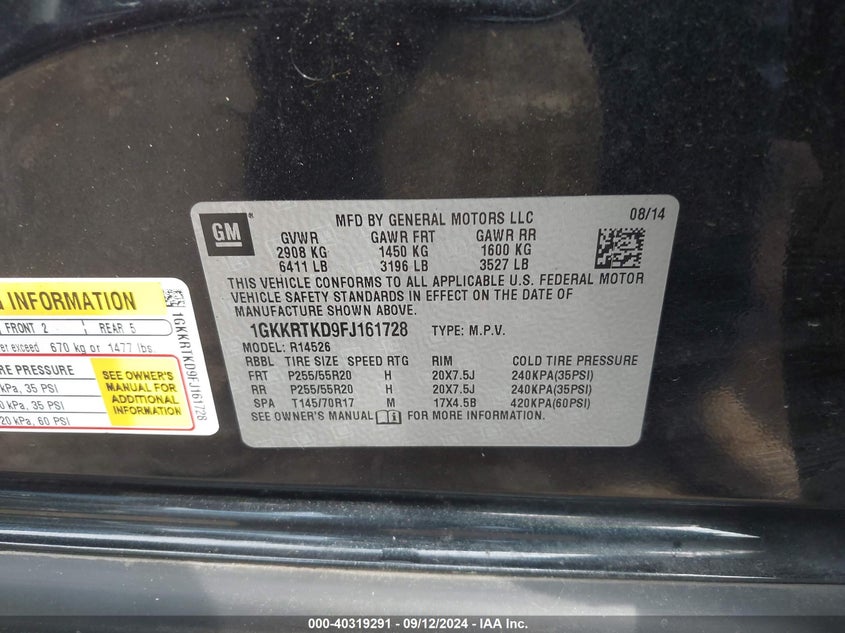 GM
MFD BY GENERAL MOTORS LLC
08/14
GVWR GAWR FRT GAWR RR
2908 KG 1450 KG 1600 KG
6411 LB 3196 LB 3527 LB
THIS VEHICLE CONFORMS TO ALL APPLICABLE U.S. FEDERAL MOTOR
VEHICLE SAFETY STANDARDS IN EFFECT ON THE DATE OF
MANUFACTURE SHOWN ABOVE.
1GKKRTKD9FJ161728 TYPE: M.P.V.
MODEL: R14526
RBBL TIRE SIZE SPEED RTG RIM COLD TIRE PRESSURE
FRT P255/55R20 H 20X7.5J 240KPA(35PSI)
RR P255/55R20 H 20X7.5J 240KPA(35PSI)
SPA T145/70R17 M 17X4.5B 420KPA(60PSI)
SEE OWNER'S MANUAL FOR MORE INFORMATION.
INFORMATION
FRONT 2 REAR 5
exceed 670 kg or 1477 lbs.
RE PRESSURE
kPa, 35 PSI
kPa, 35 PSI
20 kPa, 60 PSI
SEE OWNER'S
MANUAL FOR
ADDITIONAL
INFORMATION
1GKKRTKD9FJ161728
000-40319291 - 09/12/2024 - IAA Inc.